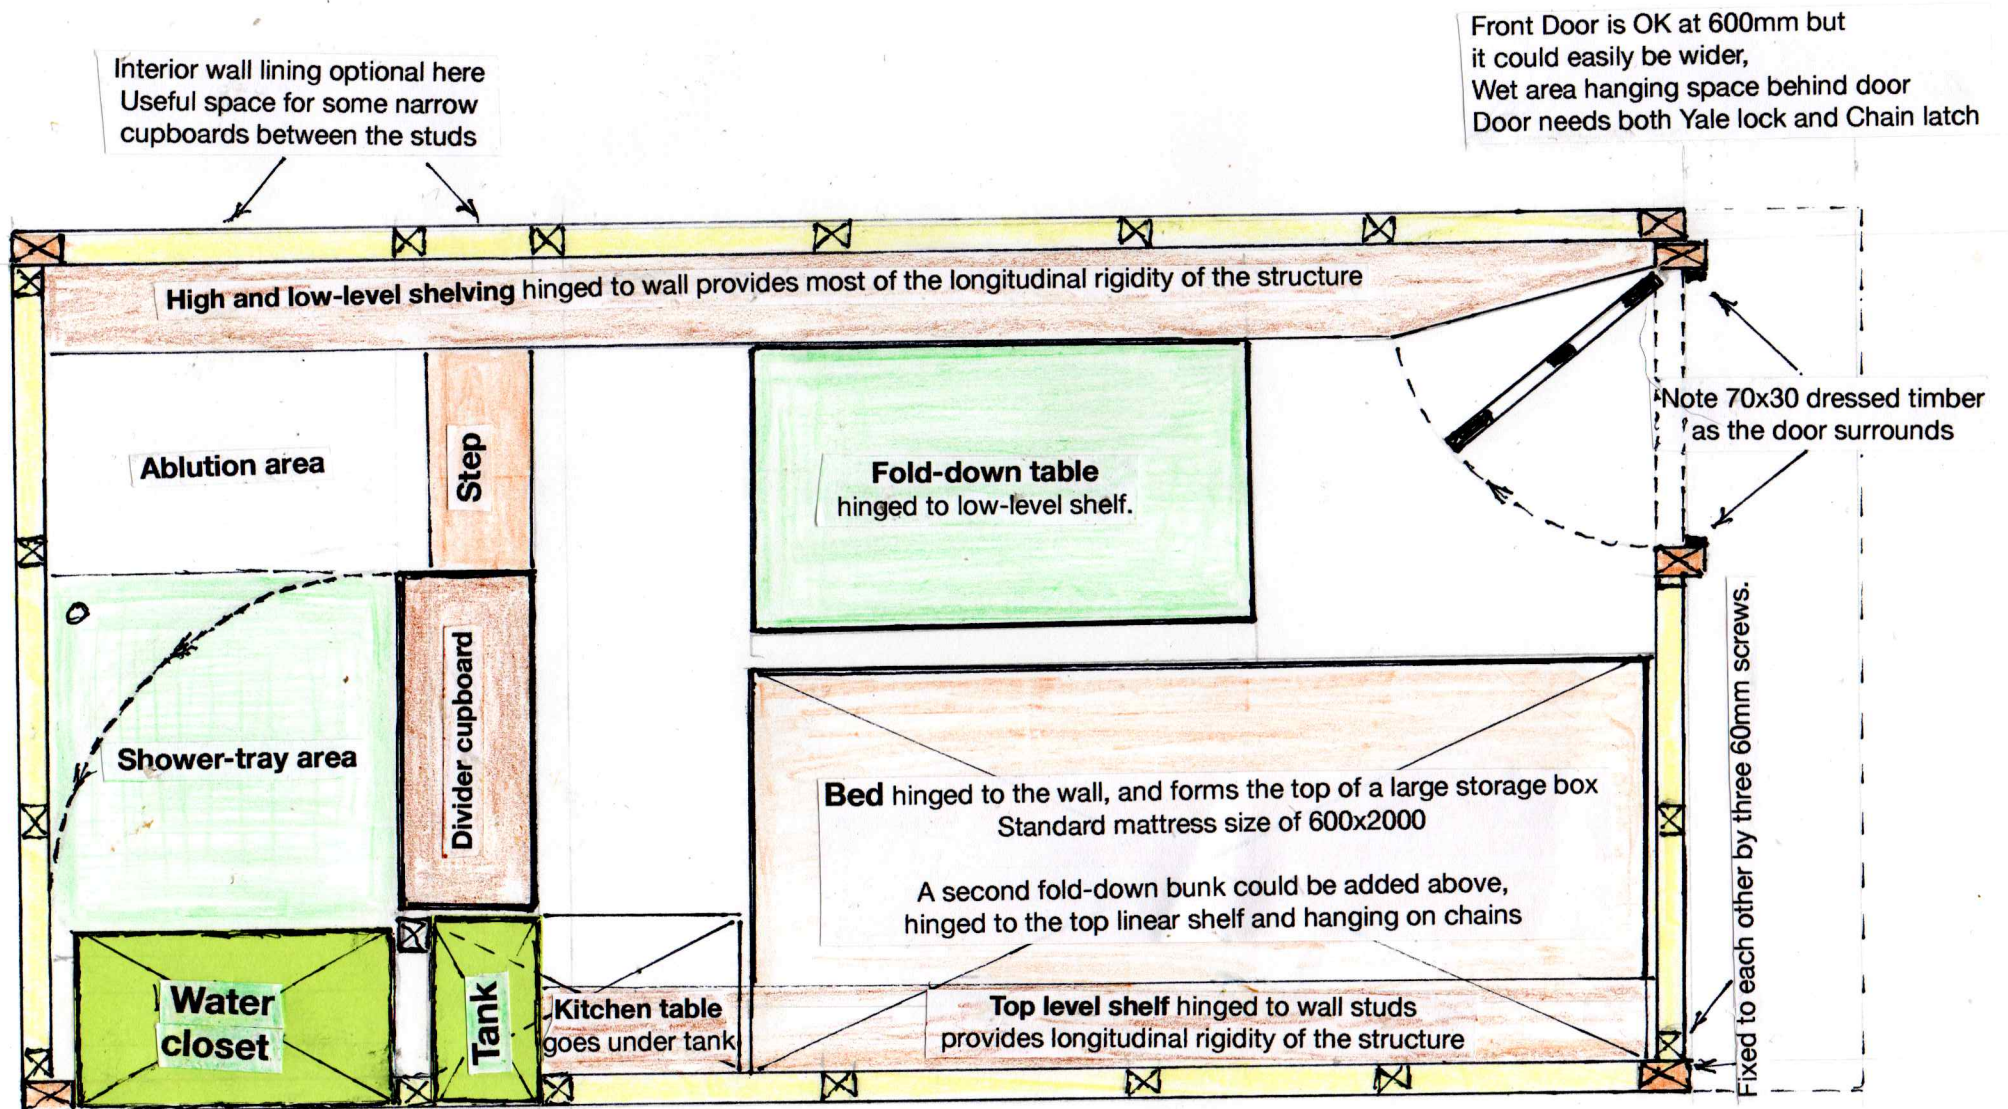 Interior wall lining optional here
Useful space for some narrow
cupboards between the studs
Front Door is OK at 600mm but
it could easily be wider,
Wet area hanging space behind door
Door needs both Yale lock and Chain latch
High and low-level shelving hinged to wall provides most of the longitudinal rigidity of the structure
Note 70x30 dressed timber
as the door surrounds
Ablution area
Step
Fold-down table
hinged to low-level shelf.
Shower-tray area
Divider cupboard
Bed hinged to the wall, and forms the top of a large storage box
Standard mattress size of 600x2000
A second fold-down bunk could be added above,
hinged to the top linear shelf and hanging on chains
Fixed to each other by three 60mm screws.
Water
closet
Tank
Kitchen table
goes under tank
Top level shelf hinged to wall studs
provides longitudinal rigidity of the structure